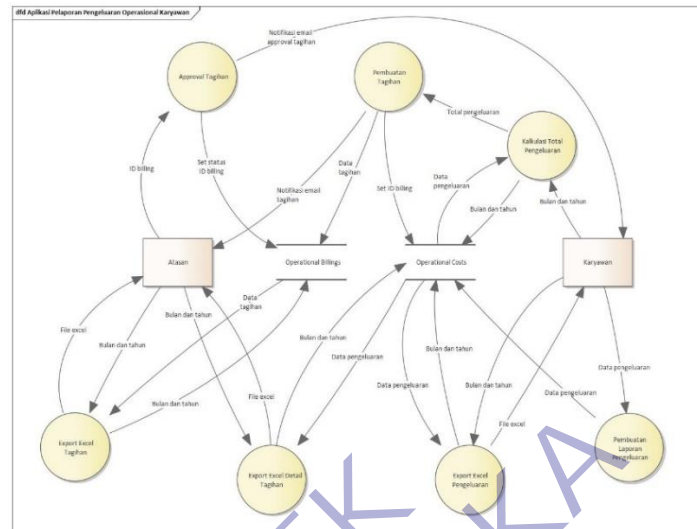 dfd Aplikasi Pelaporan Pengeluaran Operasional Karyawan
Notifikasi email
approval tagihan
Approval Tagihan
Pembuatan
Tagihan
Total pengeluaran
Kalkulasi Total
Pengeluaran
ID billing
Set status
ID billing
Notifikasi email
tagihan
Data
tagihan
Set ID billing
Data
pengeluaran
Bulan dan tahun
Bulan dan tahun
Atasan
Operational Billings
Operational Costs
Karyawan
File excel
Bulan dan tahun
Bulan dan tahun
Data
tagihan
Bulan dan tahun
Data pengeluaran
Bulan dan tahun
Data pengeluaran
Bulan dan tahun
Data pengeluaran
Data pengeluaran
Bulan dan tahun
File excel
File excel
Export Excel
Tagihan
Export Excel Detail
Tagihan
Export Excel
Pengeluaran
Pembuatan
Laporan
Pengeluaran